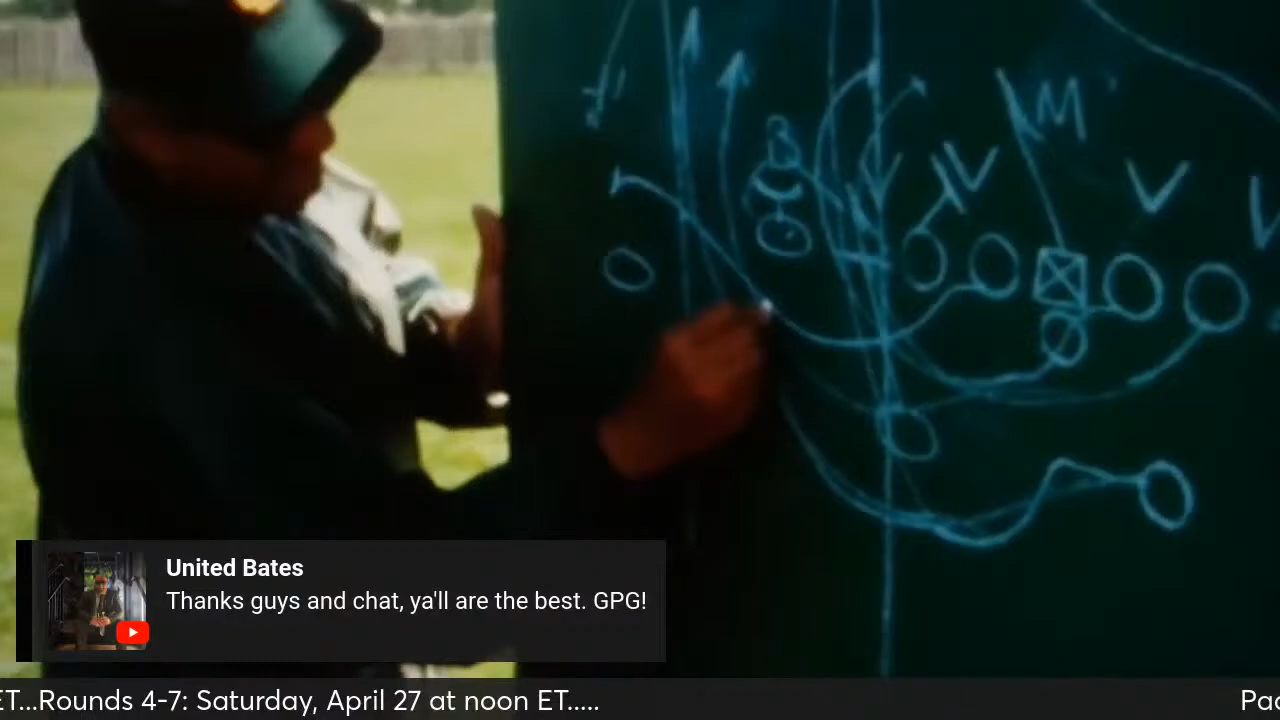 M
V
V
V
United Bates
Thanks guys and chat, ya'll are the best. GPG!
ET...Rounds 4-7: Saturday, April 27 at noon ET.....
Pac